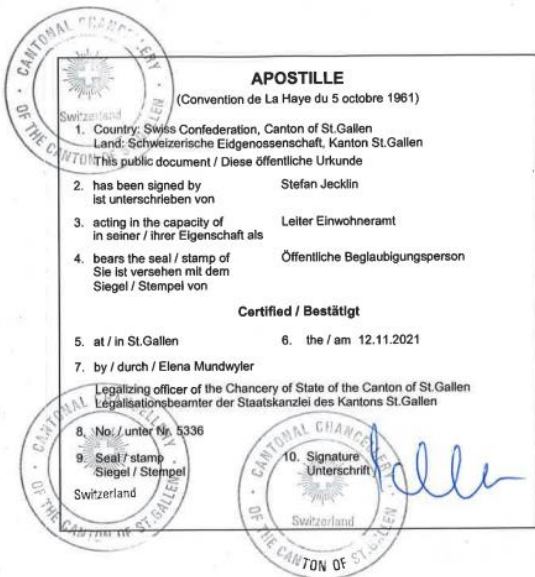 CANTONAL CHANCELLERY
OF THE CANTON OF ST.GALLEN
Switzerland
APOSTILLE
(Convention de La Haye du 5 octobre 1961)
1. Country: Swiss Confederation, Canton of St.Gallen
Land: Schweizerische Eidgenossenschaft, Kanton St.Gallen
This public document / Diese öffentliche Urkunde
2. has been signed by Stefan Jecklin
ist unterschrieben von
3. acting in the capacity of Leiter Einwohneramt
in seiner / ihrer Eigenschaft als
4. bears the seal / stamp of Öffentliche Beglaubigungsperson
Sie ist versehen mit dem
Siegel / Stempel von
Certified / Bestätigt
5. at / in St.Gallen 6. the / am 12.11.2021
7. by / durch / Elena Mundwyler
Legalizing officer of the Chancery of State of the Canton of St.Gallen
Legalisationsbeamter der Staatskanzlei des Kantons St.Gallen
8. No. / unter Nr. 5336
9. Seal / stamp 10. Signature
Siegel / Stempel Unterschrift
CANTONAL CHANCELLERY
OF THE CANTON OF ST.GALLEN
Switzerland
CANTONAL CHANCELLERY
OF THE CANTON OF ST.GALLEN
Switzerland